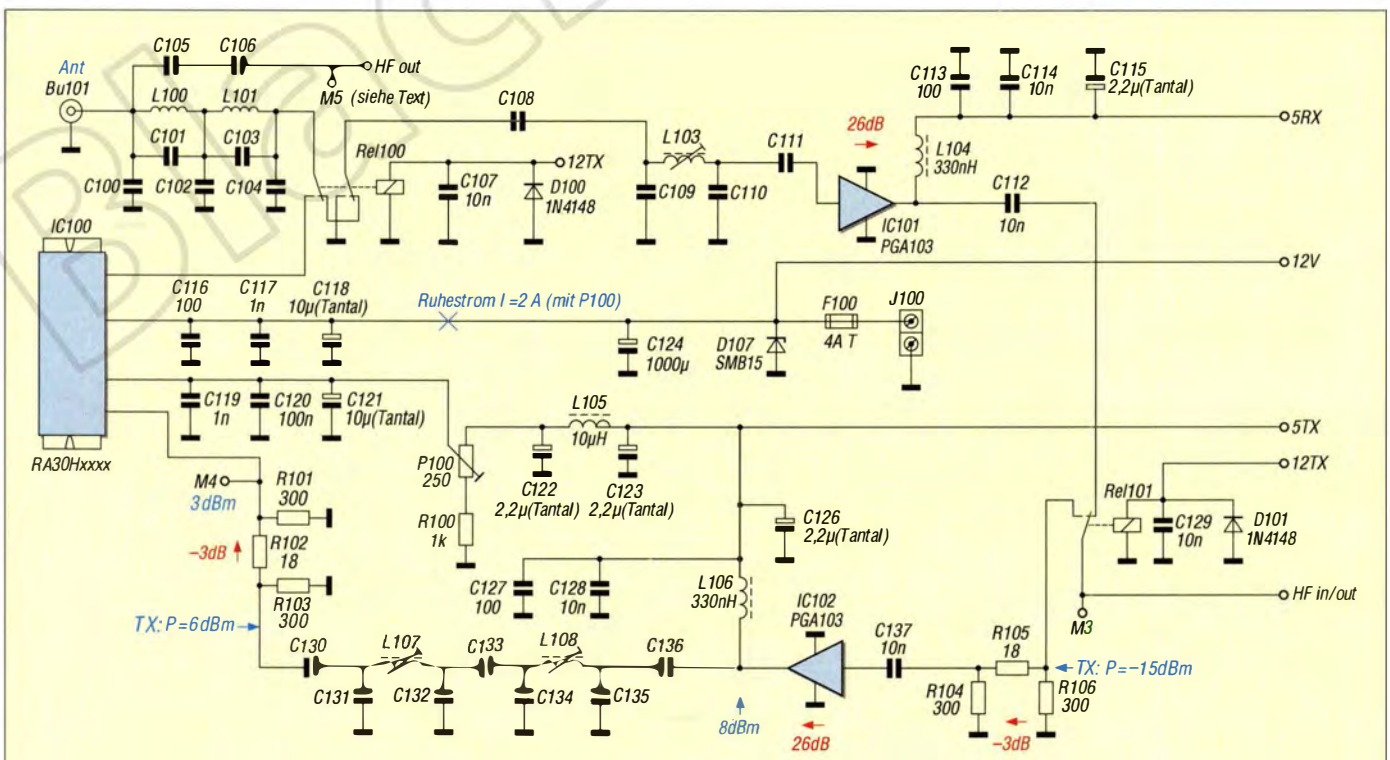 C105
C106
HF out
Ant
Bu101
M5 (siehe Text)
L100
L101
C101
C103
C100
C102
C104
Rel100
C107
10n
12TX
D100
1N4148
C108
L103
C109
C110
C111
26dB
IC101
PGA103
C113
100
C114
10n
C115
2,2µ(Tantal)
5RX
L104
330nH
C112
10n
IC100
RA30Hxxxx
C116
100
C117
1n
C118
10µ(Tantal)
Ruhestrom I =2 A (mit P100)
C124
1000µ
D107
SMB15
F100
4A T
J100
12V
C119
1n
C120
100n
C121
10µ(Tantal)
P100
250
R100
1k
L105
10µH
C122
2,2µ(Tantal)
C123
2,2µ(Tantal)
5TX
12TX
Rel101
C129
10n
D101
1N4148
HF in/out
M3
M4
3dBm
R101
300
R102
18
–3dB
R103
300
TX: P=6dBm
C126
2,2µ(Tantal)
C127
100
C128
10n
L106
330nH
IC102
PGA103
C137
10n
R105
18
TX: P=–15dBm
R104
300
R106
300
–3dB
26dB
8dBm
C130
L107
C133
L108
C136
C131
C132
C134
C135